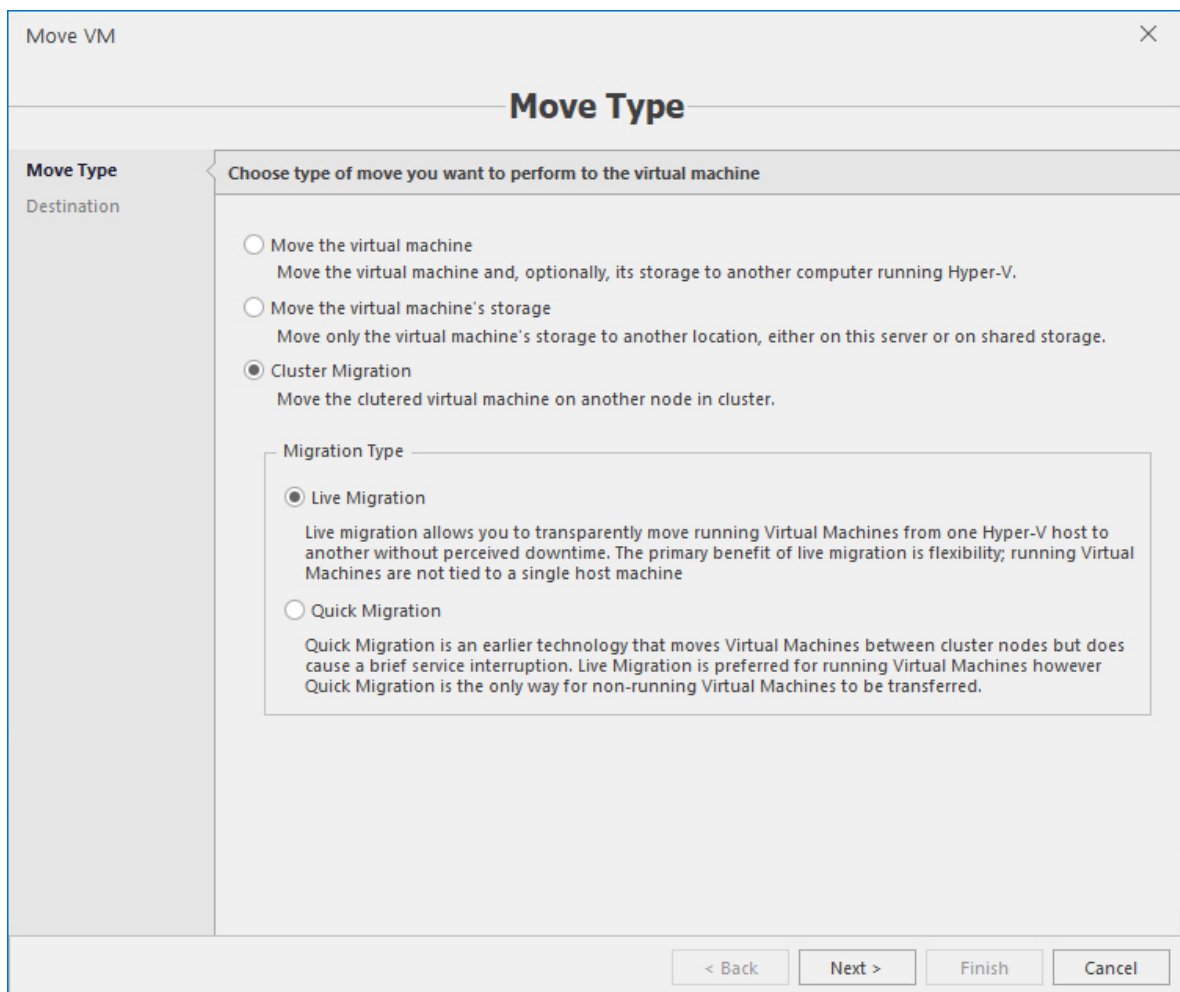 Move VM
Move Type
Move Type
Destination
Choose type of move you want to perform to the virtual machine
Move the virtual machine
Move the virtual machine and, optionally, its storage to another computer running Hyper-V.
Move the virtual machine's storage
Move only the virtual machine's storage to another location, either on this server or on shared storage.
Cluster Migration
Move the clutered virtual machine on another node in cluster.
Migration Type
Live Migration
Live migration allows you to transparently move running Virtual Machines from one Hyper-V host to
another without perceived downtime. The primary benefit of live migration is flexibility; running Virtual
Machines are not tied to a single host machine
Quick Migration
Quick Migration is an earlier technology that moves Virtual Machines between cluster nodes but does
cause a brief service interruption. Live Migration is preferred for running Virtual Machines however
Quick Migration is the only way for non-running Virtual Machines to be transferred.
< Back
Next >
Finish
Cancel